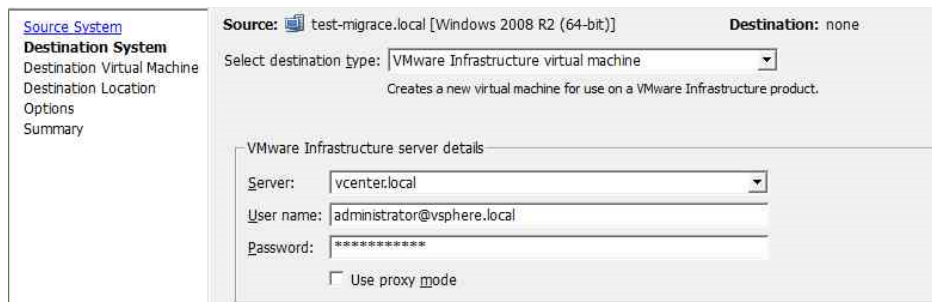 Source System
Destination System
Destination Virtual Machine
Destination Location
Options
Summary
Source: test-migrace.local [Windows 2008 R2 (64-bit)] Destination: none
Select destination type: VMware Infrastructure virtual machine
Creates a new virtual machine for use on a VMware Infrastructure product.
VMware Infrastructure server details
Server: vcenter.local
User name: administrator@vsphere.local
Password: ***********
Use proxy mode